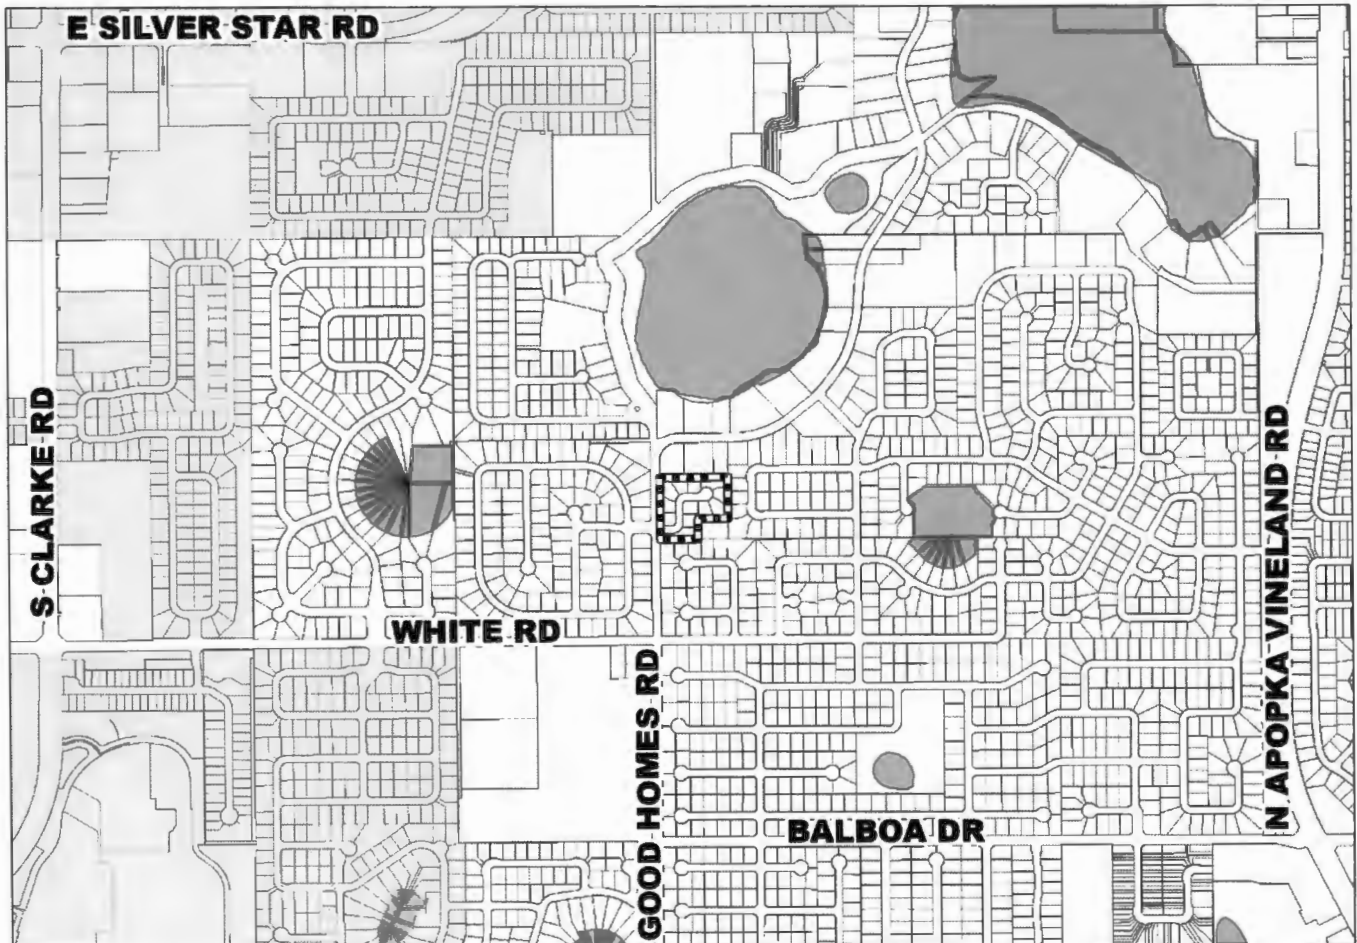 E SILVER STAR RD
S CLARKE RD
N APOPKA VINELAND RD
WHITE RD
GOOD HOMES RD
BALBOA DR